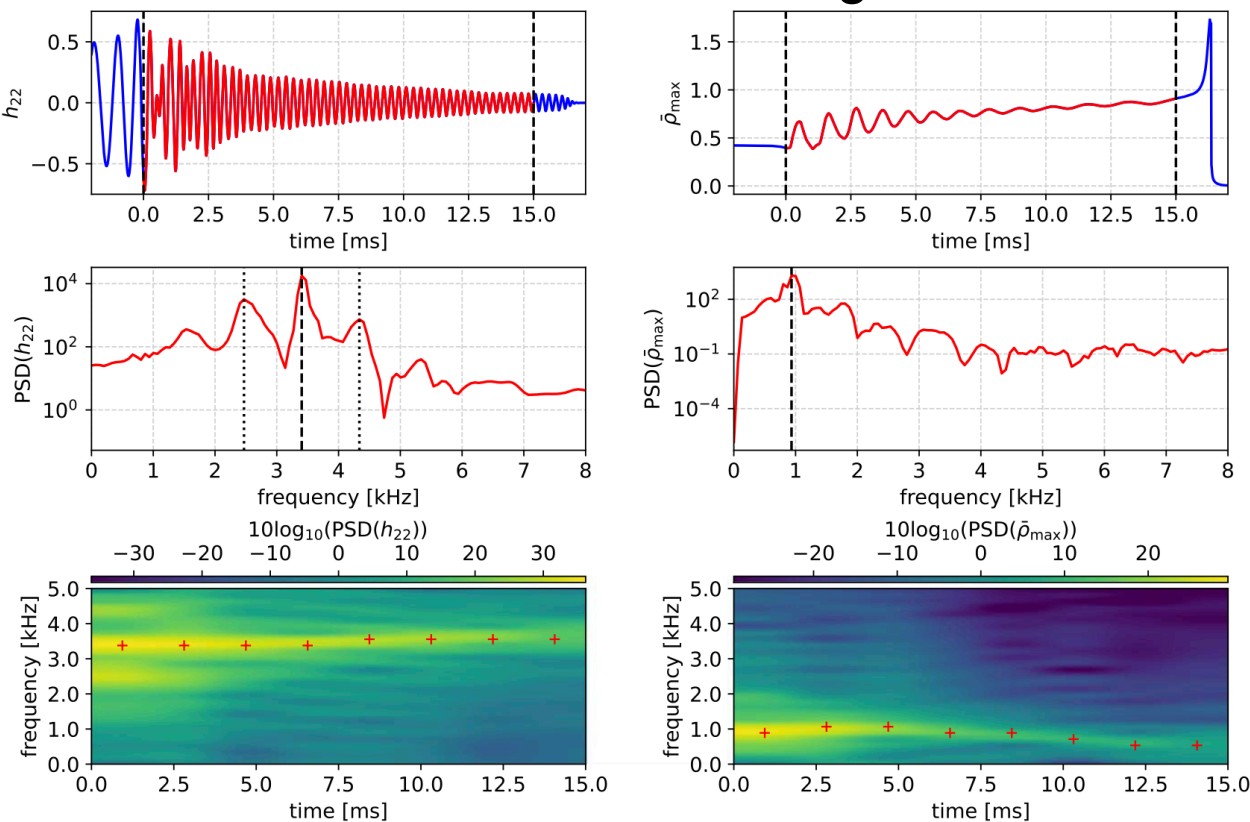 0.5
0.0
−0.5
h₂₂
0.0 2.5 5.0 7.5 10.0 12.5 15.0
time [ms]
1.5
1.0
0.5
0.0
ρ̄max
0.0 2.5 5.0 7.5 10.0 12.5 15.0
time [ms]
10⁴
10²
10⁰
PSD(h₂₂)
0 1 2 3 4 5 6 7 8
frequency [kHz]
10²
10⁻¹
10⁻⁴
PSD(ρ̄max)
0 1 2 3 4 5 6 7 8
frequency [kHz]
10log₁₀(PSD(h₂₂))
−30 −20 −10 0 10 20 30
5.0
4.0
3.0
2.0
1.0
0.0
frequency [kHz]
0.0 2.5 5.0 7.5 10.0 12.5 15.0
time [ms]
10log₁₀(PSD(ρ̄max))
−20 −10 0 10 20
5.0
4.0
3.0
2.0
1.0
0.0
frequency [kHz]
0.0 2.5 5.0 7.5 10.0 12.5 15.0
time [ms]